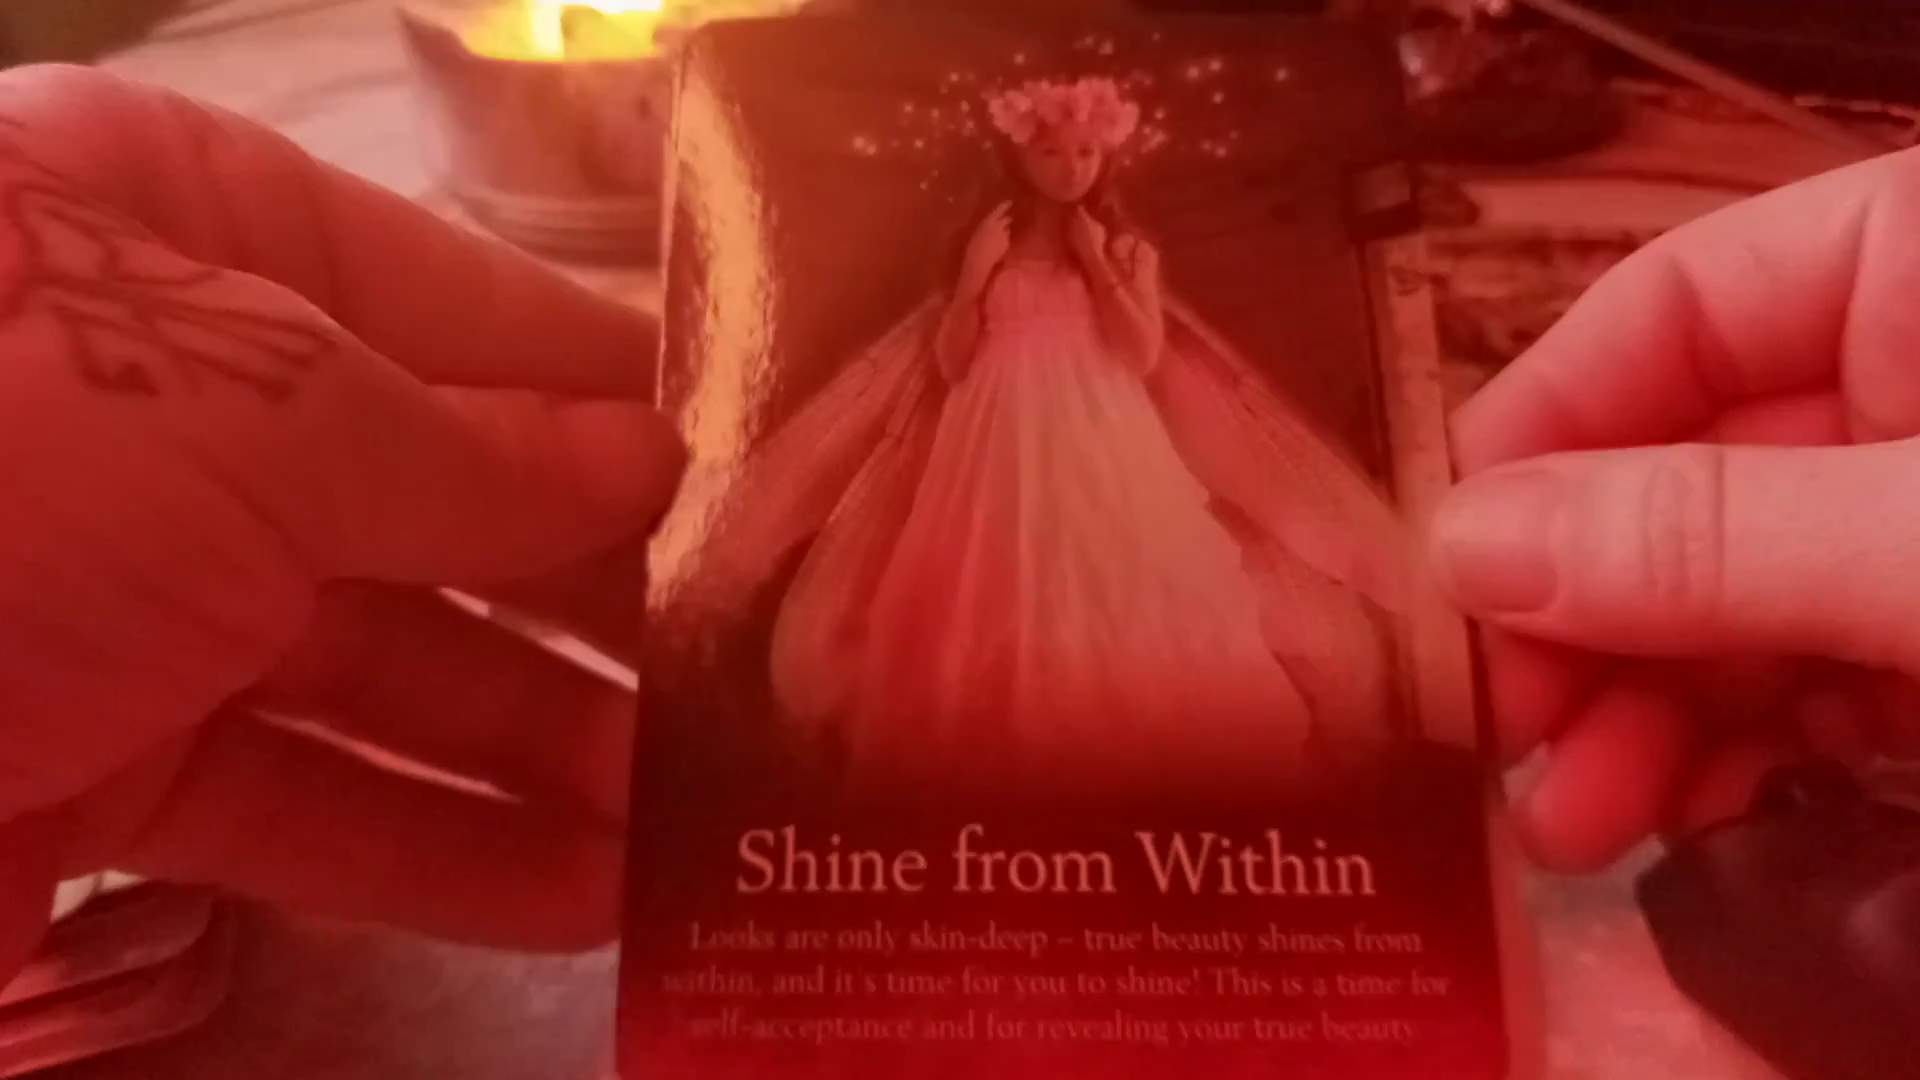 Shine from Within
Looks are only skin-deep – true beauty shines from
within, and it's time for you to shine! This is a time for
self-acceptance and for revealing your true beauty.